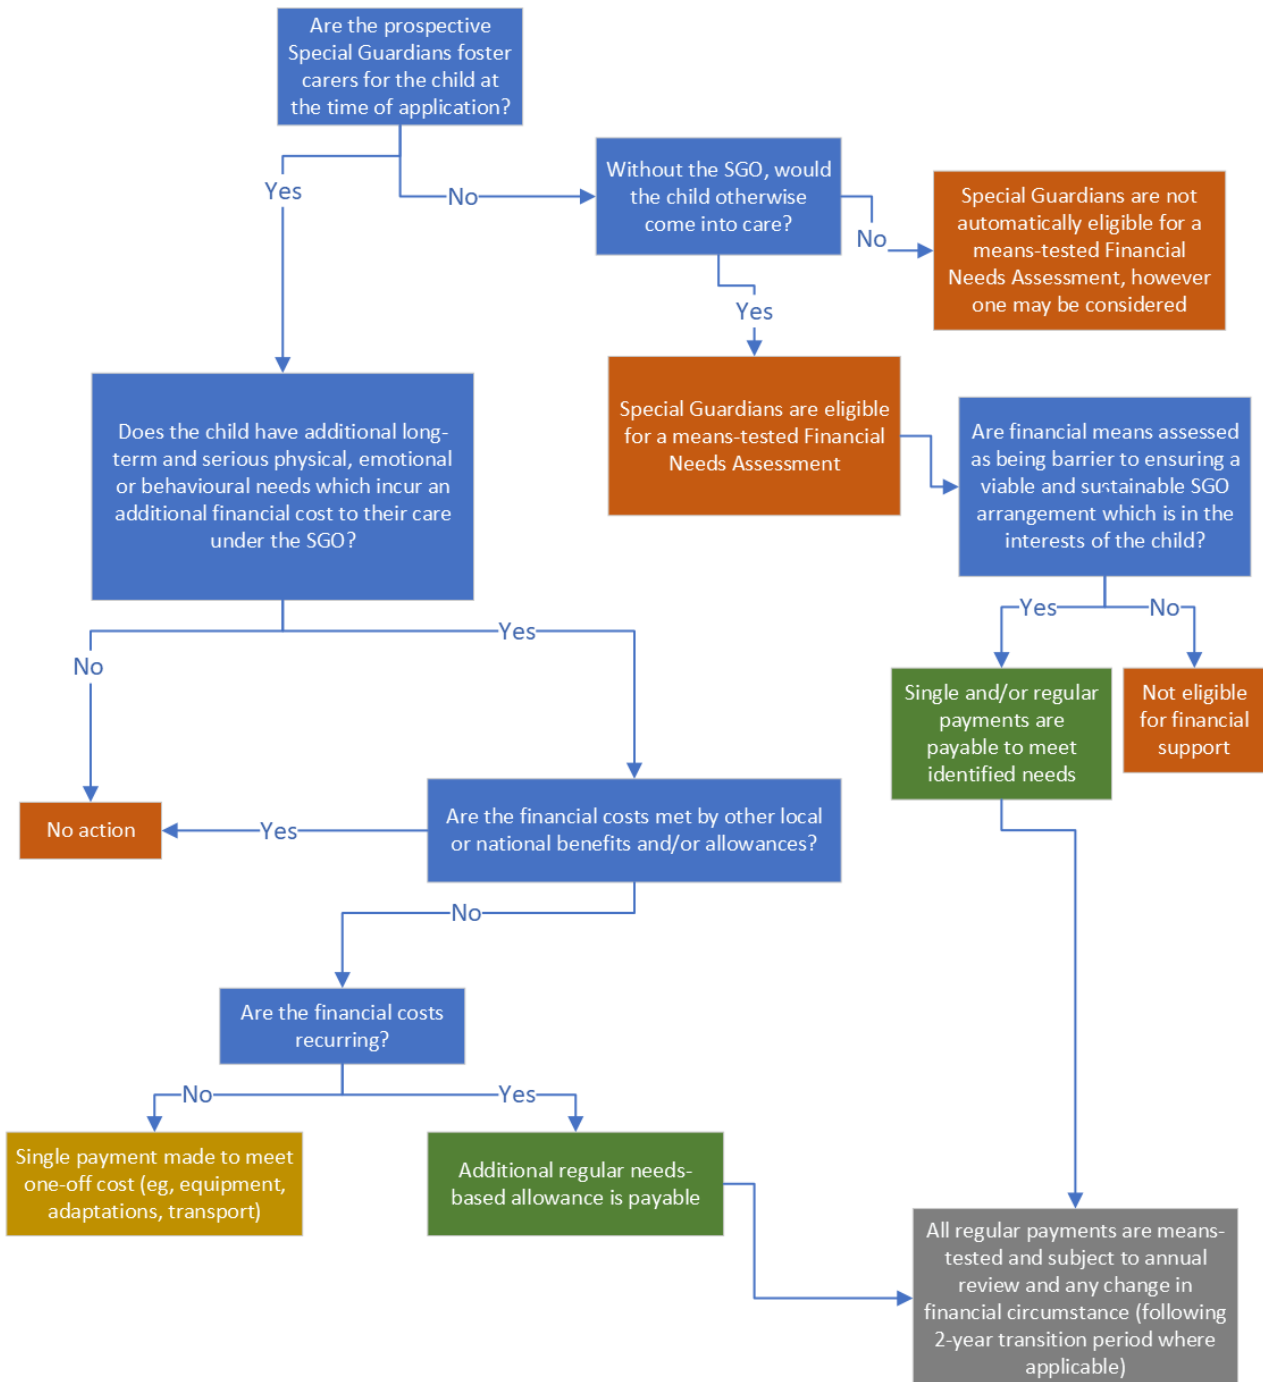 Are the prospective
Special Guardians foster
carers for the child at
the time of application?
Yes
No
Without the SGO, would
the child otherwise
come into care?
No
Special Guardians are not
automatically eligible for a
means-tested Financial
Needs Assessment, however
one may be considered
Yes
Special Guardians are eligible
for a means-tested Financial
Needs Assessment
Are financial means assessed
as being barrier to ensuring a
viable and sustainable SGO
arrangement which is in the
interests of the child?
Does the child have additional long-
term and serious physical, emotional
or behavioural needs which incur an
additional financial cost to their care
under the SGO?
Yes
No
Single and/or regular
payments are
payable to meet
identified needs
Not eligible
for financial
support
No
Yes
No action
Yes
Are the financial costs met by other local
or national benefits and/or allowances?
No
Are the financial costs
recurring?
No
Yes
Single payment made to meet
one-off cost (eg, equipment,
adaptations, transport)
Additional regular needs-
based allowance is payable
All regular payments are means-
tested and subject to annual
review and any change in
financial circumstance (following
2-year transition period where
applicable)